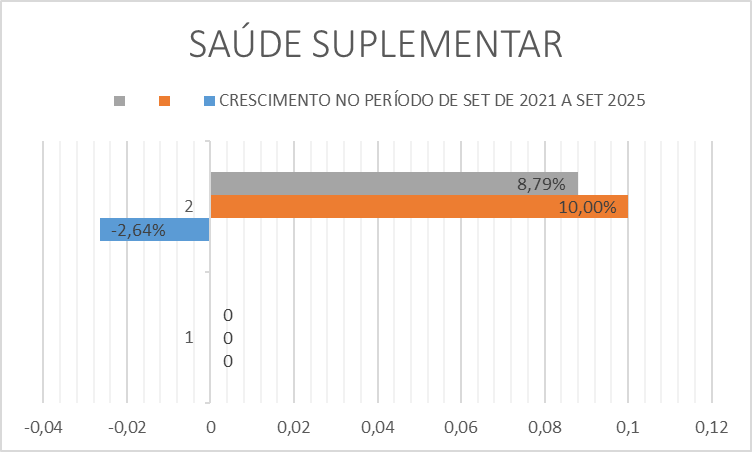 SAÚDE SUPLEMENTAR
CRESCIMENTO NO PERÍODO DE SET DE 2021 A SET 2025
8,79%
2
10,00%
-2,64%
0
1
0
0
-0,04 -0,02 0 0,02 0,04 0,06 0,08 0,1 0,12